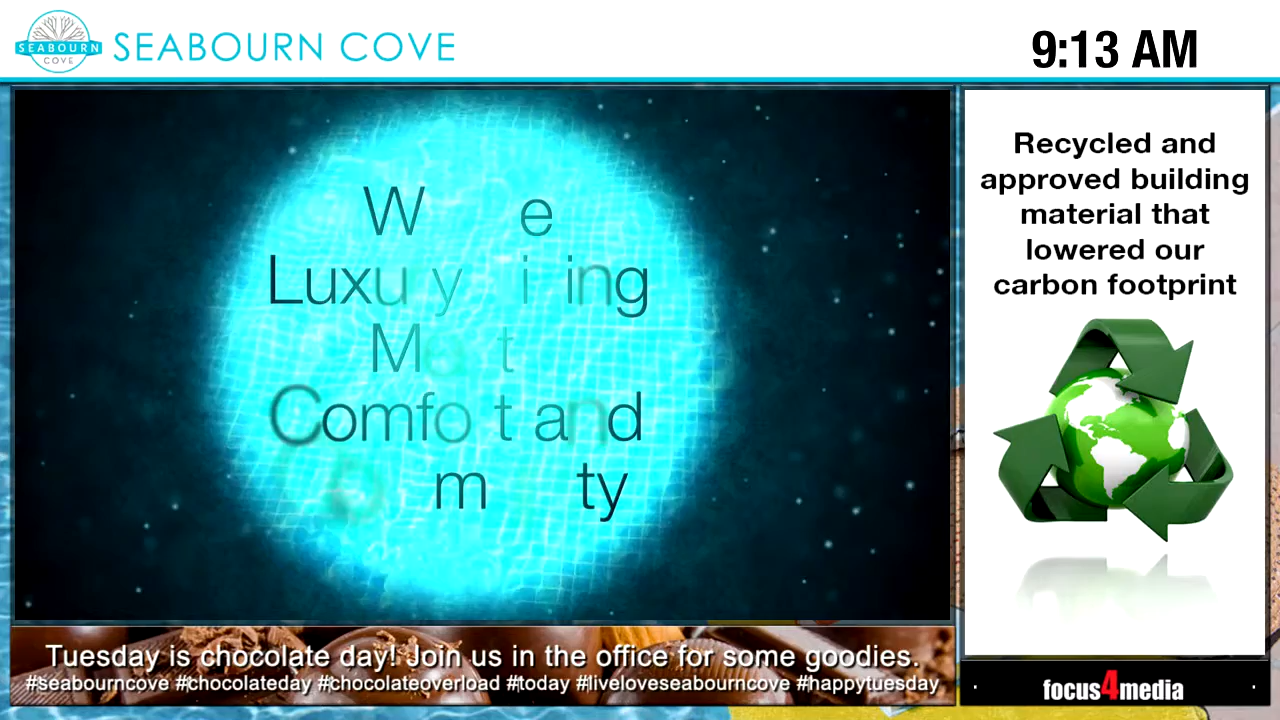 SEABOURN
COVE
SEABOURN COVE
9:13 AM
W e
Luxu y i ing
M t
Comfo t and
m ty
Recycled and
approved building
material that
lowered our
carbon footprint
Tuesday is chocolate day! Join us in the office for some goodies.
#seabourncove #chocolateday #chocolateoverload #today #liveloveseabourncove #happytuesday
focus4media